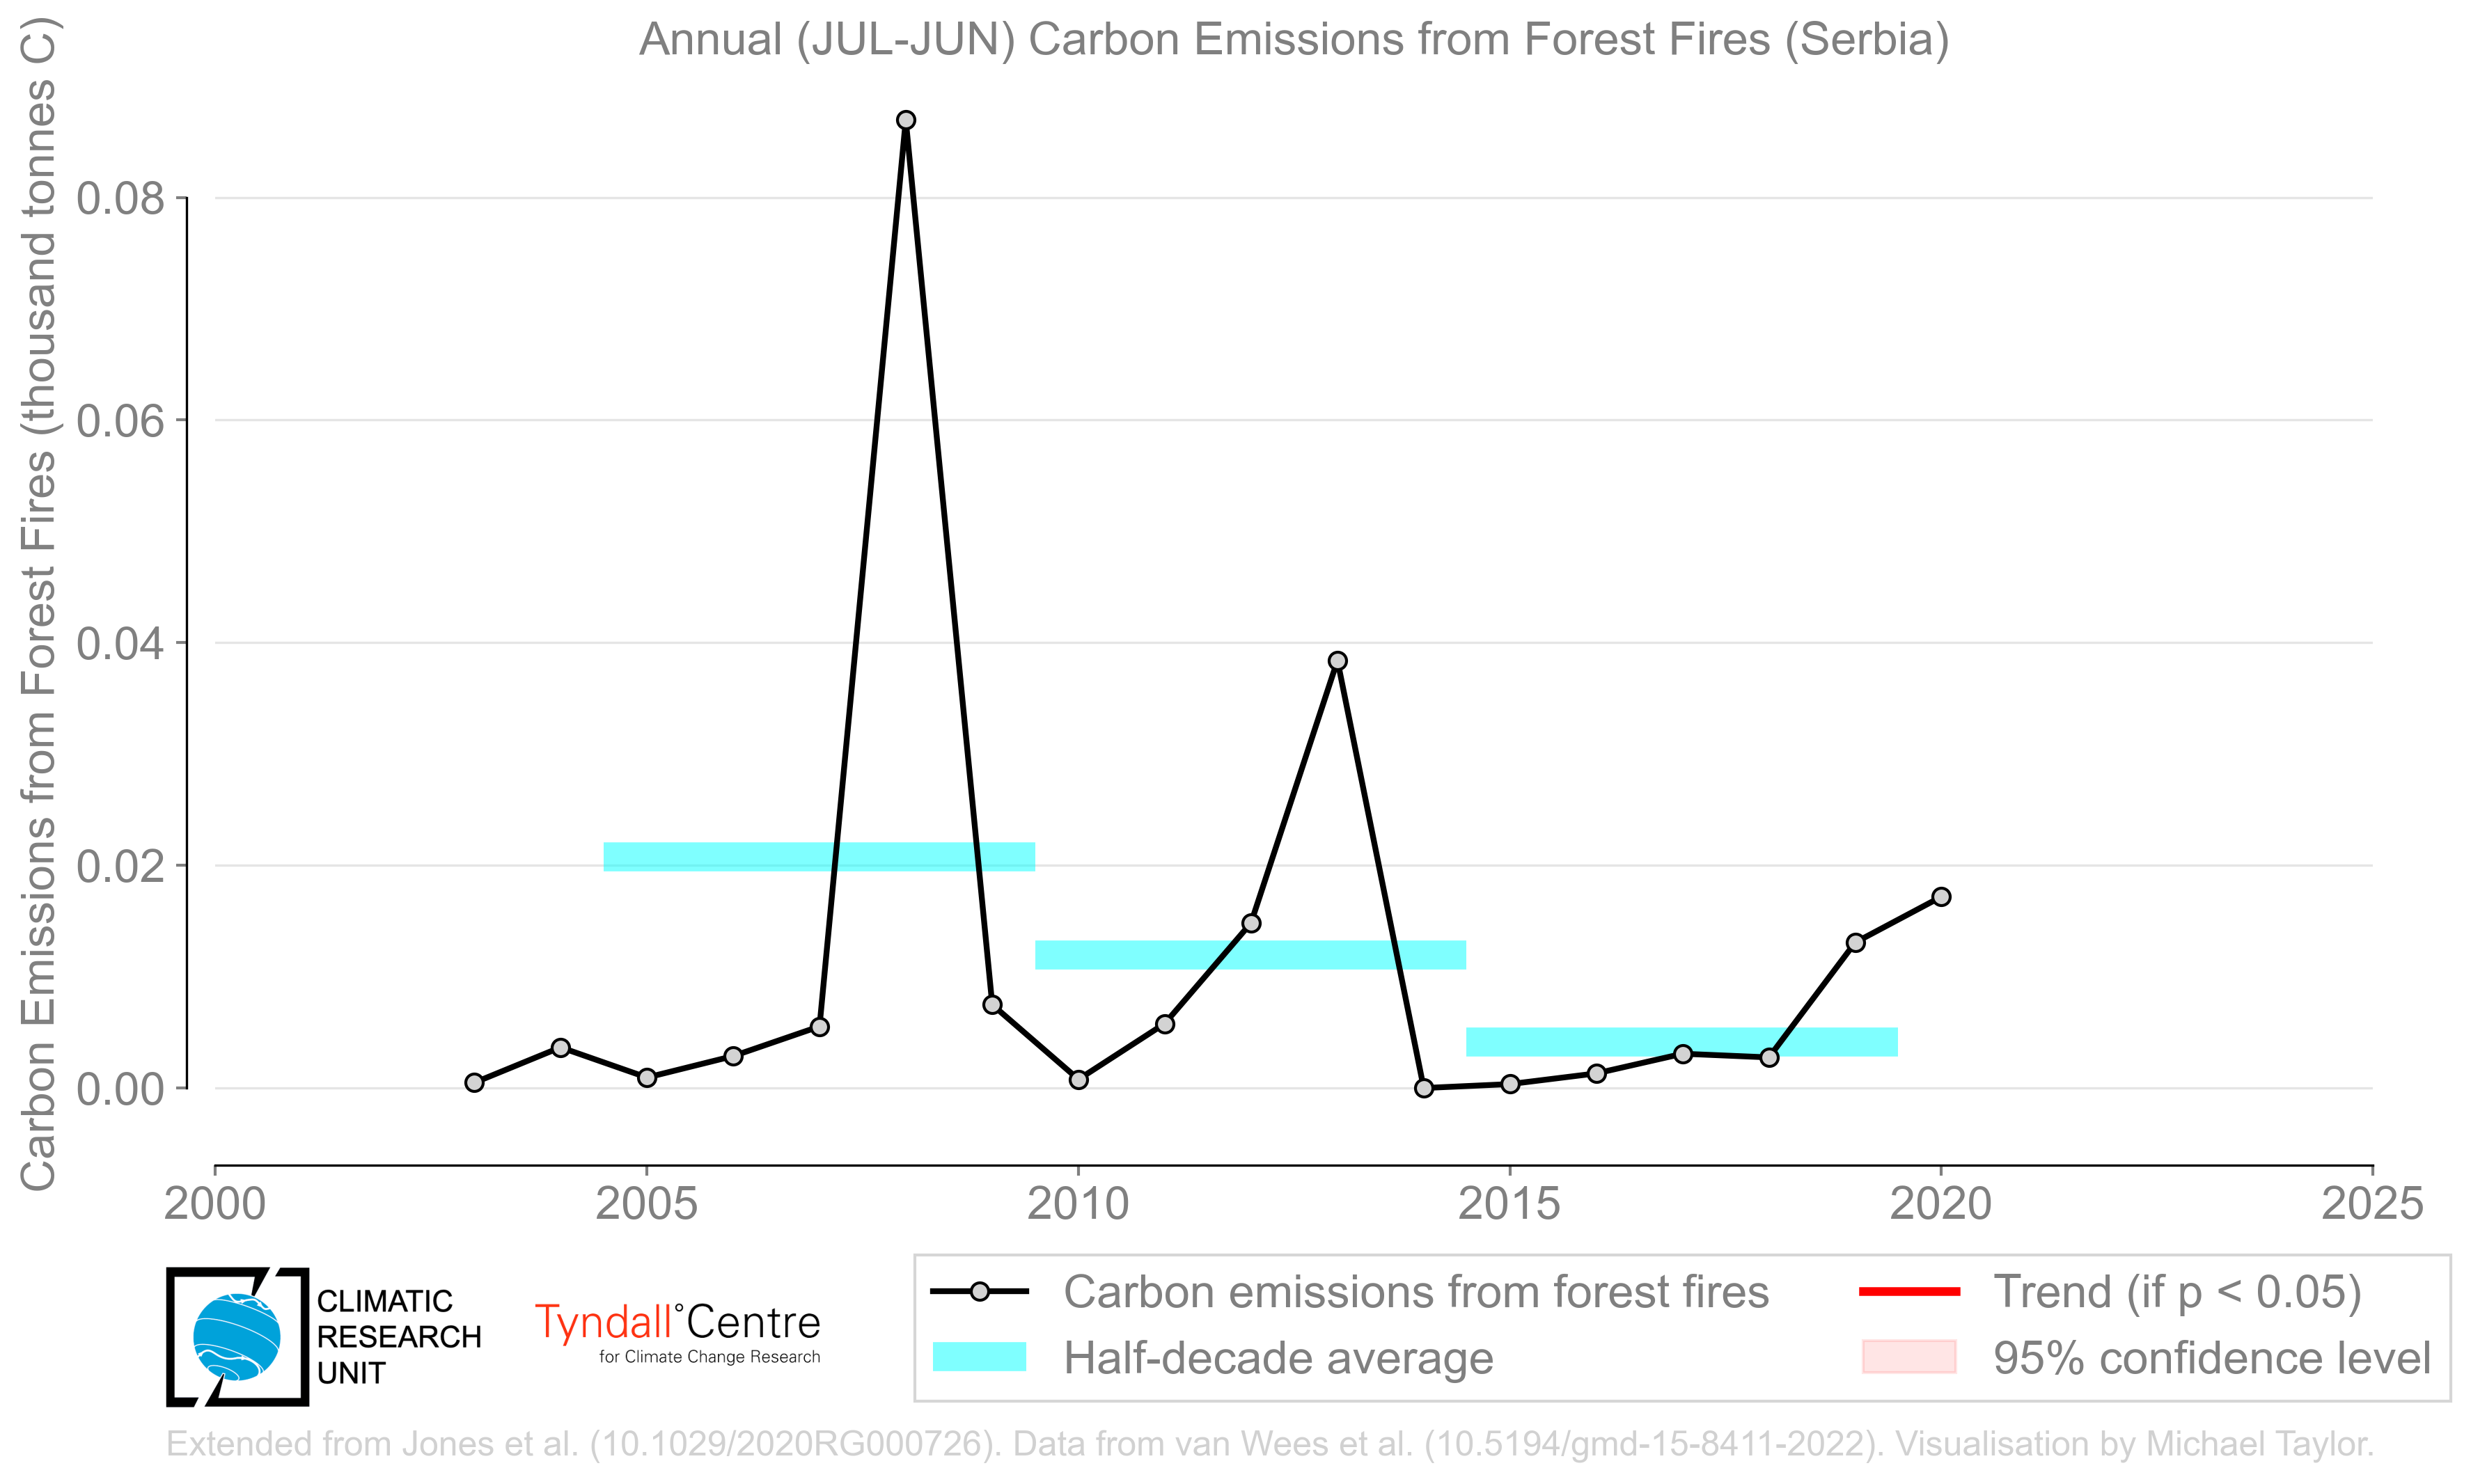 Annual (JUL-JUN) Carbon Emissions from Forest Fires (Serbia)
Carbon Emissions from Forest Fires (thousand tonnes C)
0.08
0.06
0.04
0.02
0.00
2000 2005 2010 2015 2020 2025
CLIMATIC
RESEARCH
UNIT
Tyndall°Centre
for Climate Change Research
Carbon emissions from forest fires
Half-decade average
Trend (if p < 0.05)
95% confidence level
Extended from Jones et al. (10.1029/2020RG000726). Data from van Wees et al. (10.5194/gmd-15-8411-2022). Visualisation by Michael Taylor.